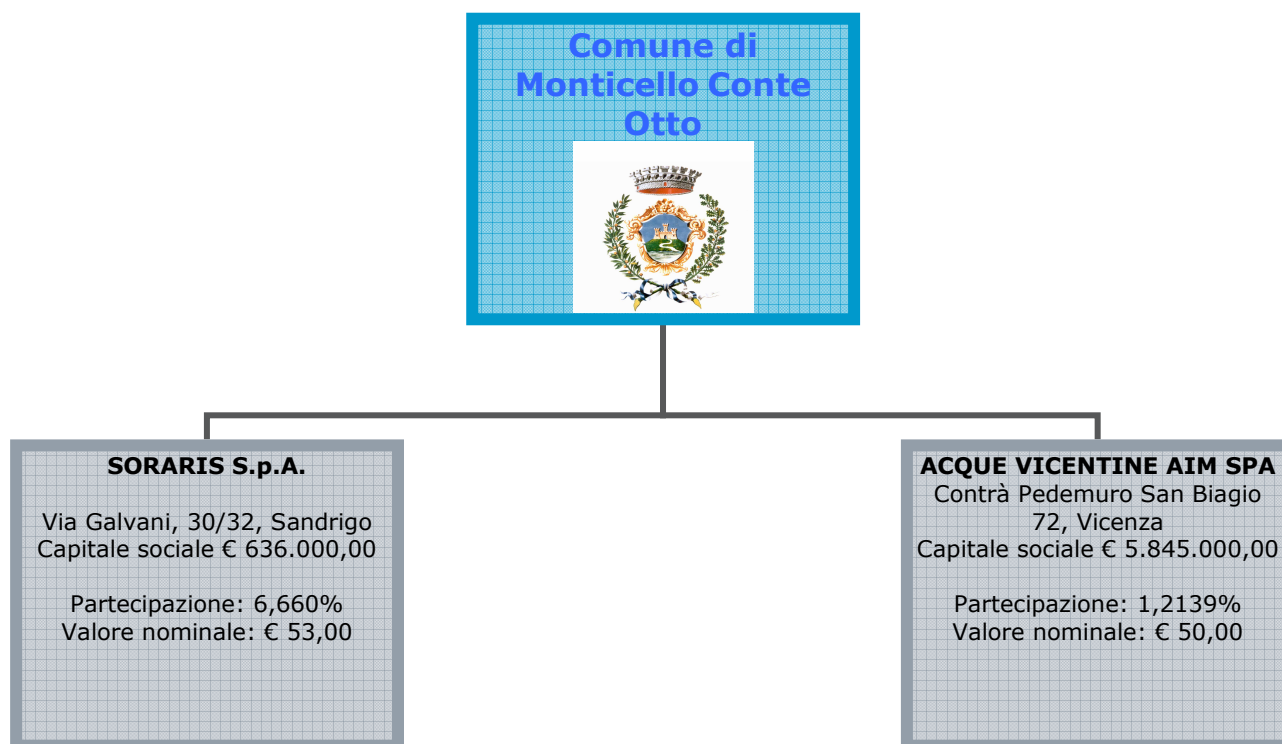 Comune di
Monticello Conte
Otto
SORARIS S.p.A.
Via Galvani, 30/32, Sandrigo
Capitale sociale € 636.000,00
Partecipazione: 6,660%
Valore nominale: € 53,00
ACQUE VICENTINE AIM SPA
Contrà Pedemuro San Biagio
72, Vicenza
Capitale sociale € 5.845.000,00
Partecipazione: 1,2139%
Valore nominale: € 50,00